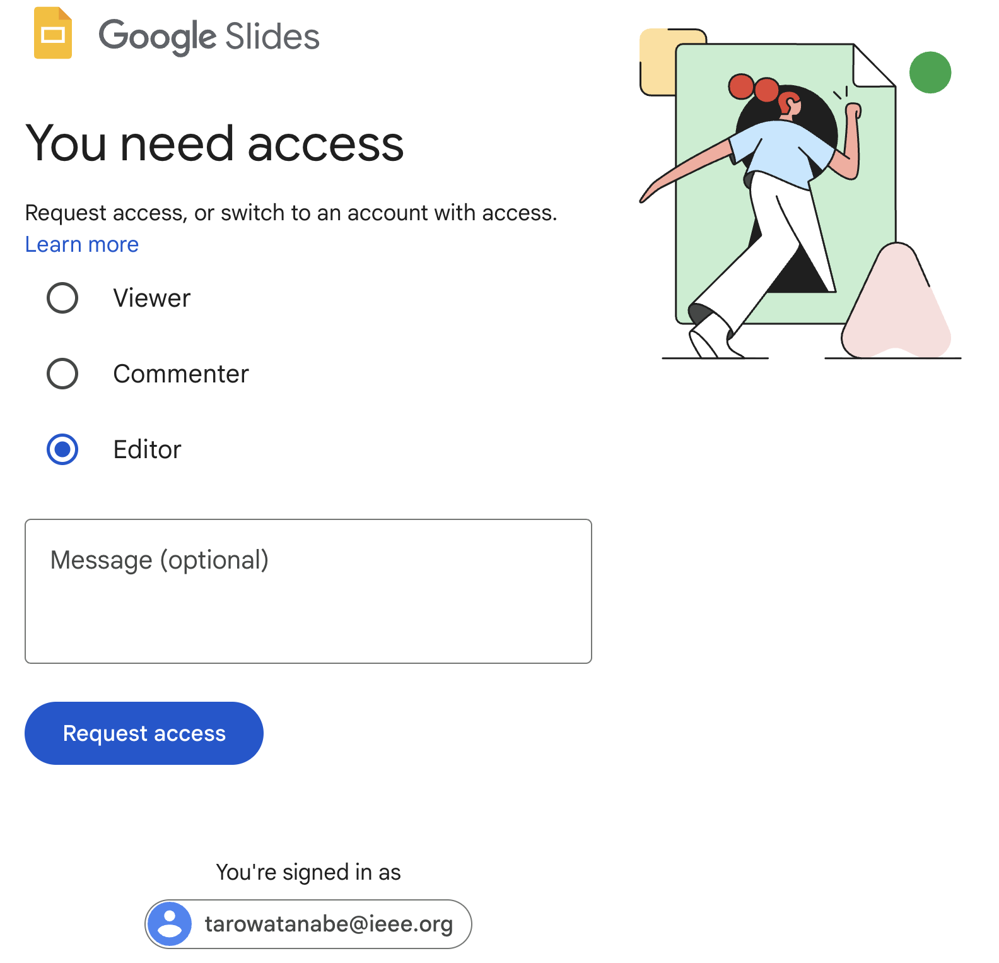 Google Slides
You need access
Request access, or switch to an account with access.
Learn more
Viewer
Commenter
Editor
Message (optional)
Request access
You're signed in as
tarowatanabe@ieee.org